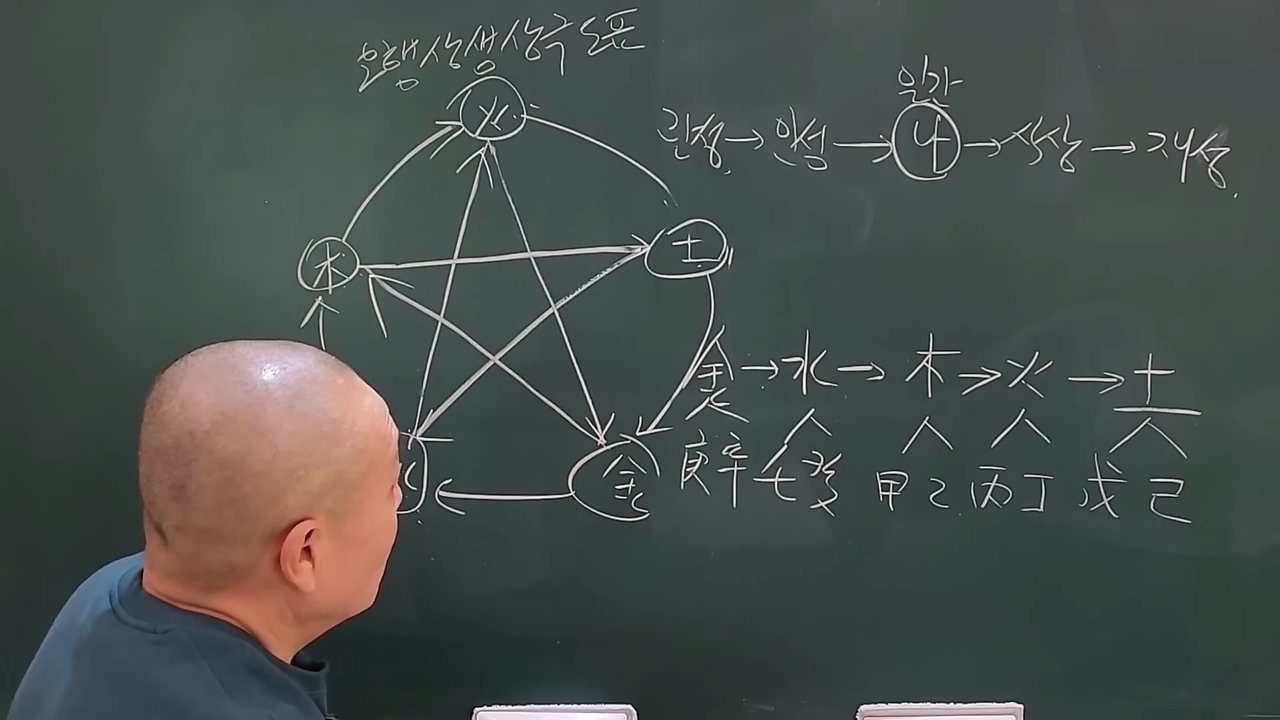 오행상생상극도표
火
일간
관성→인성→나→식상→재성
木
土
金→水→木→火→土
水
金
庚辛 壬癸 甲乙 丙丁 戊己